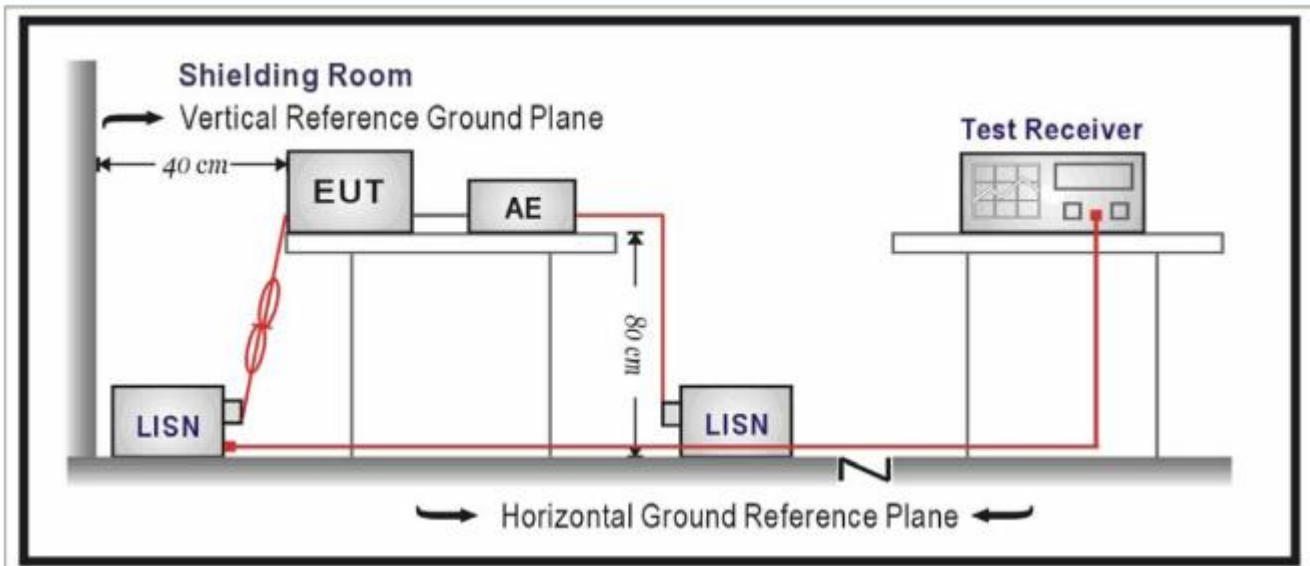 Shielding Room
Vertical Reference Ground Plane
40 cm
EUT
AE
Test Receiver
80 cm
LISN
LISN
Horizontal Ground Reference Plane